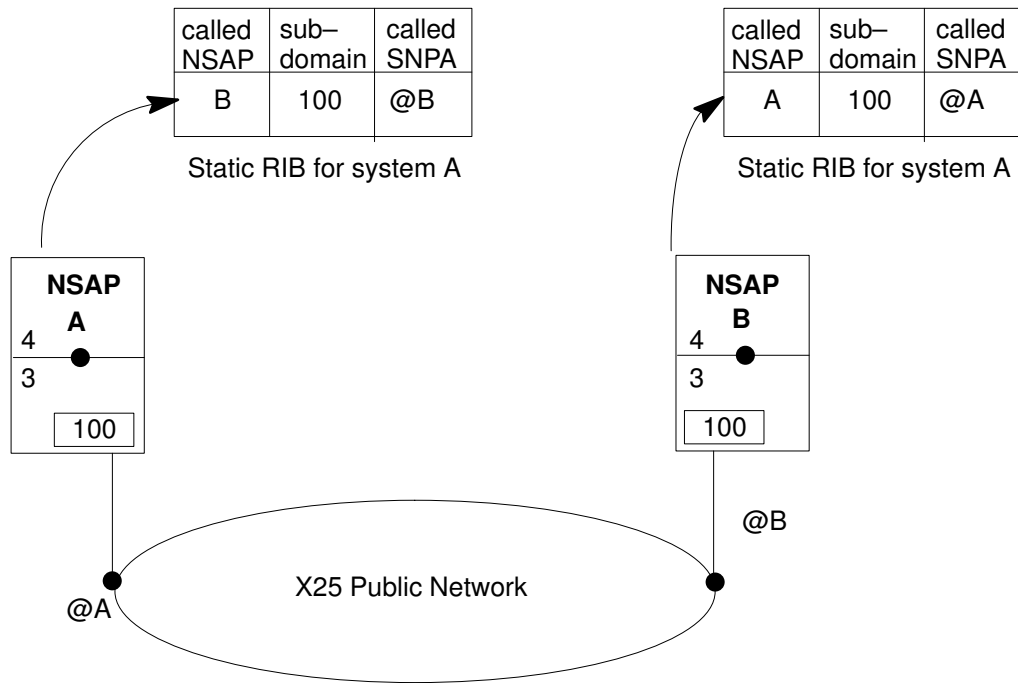 called NSAP sub– domain called SNPA
B 100 @B
Static RIB for system A
called NSAP sub– domain called SNPA
A 100 @A
Static RIB for system A
NSAP
A
4
3
100
NSAP
B
4
3
100
@B
X25 Public Network
@A